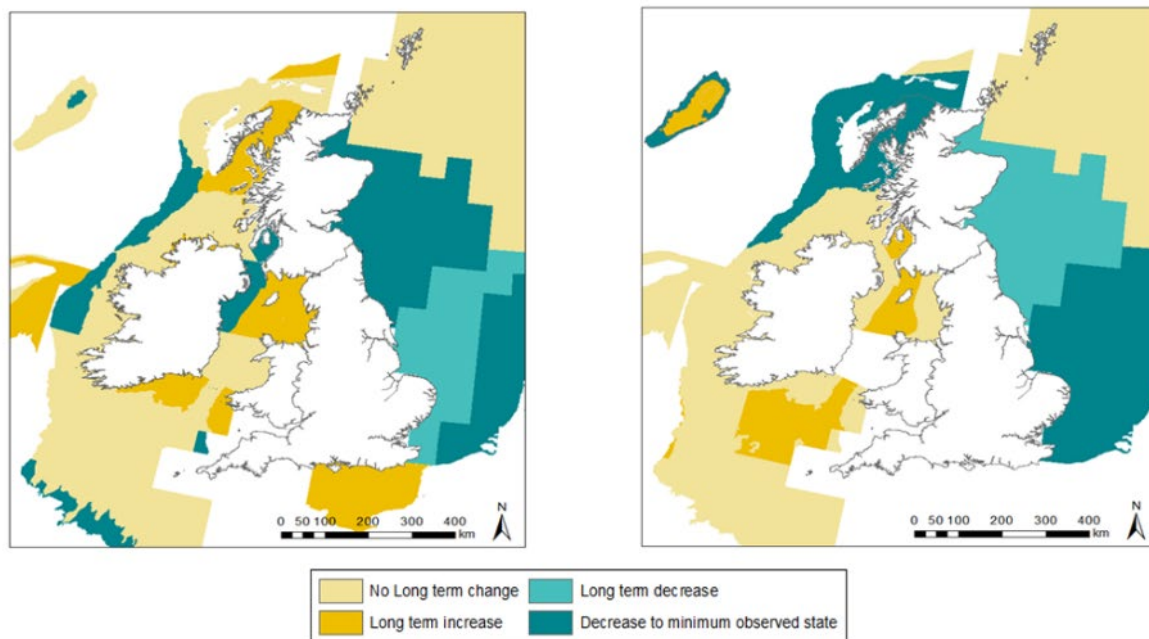 N
0 50 100 200 300 400
km
N
0 50 100 200 300 400
km
No Long term change
Long term decrease
Long term increase
Decrease to minimum observed state